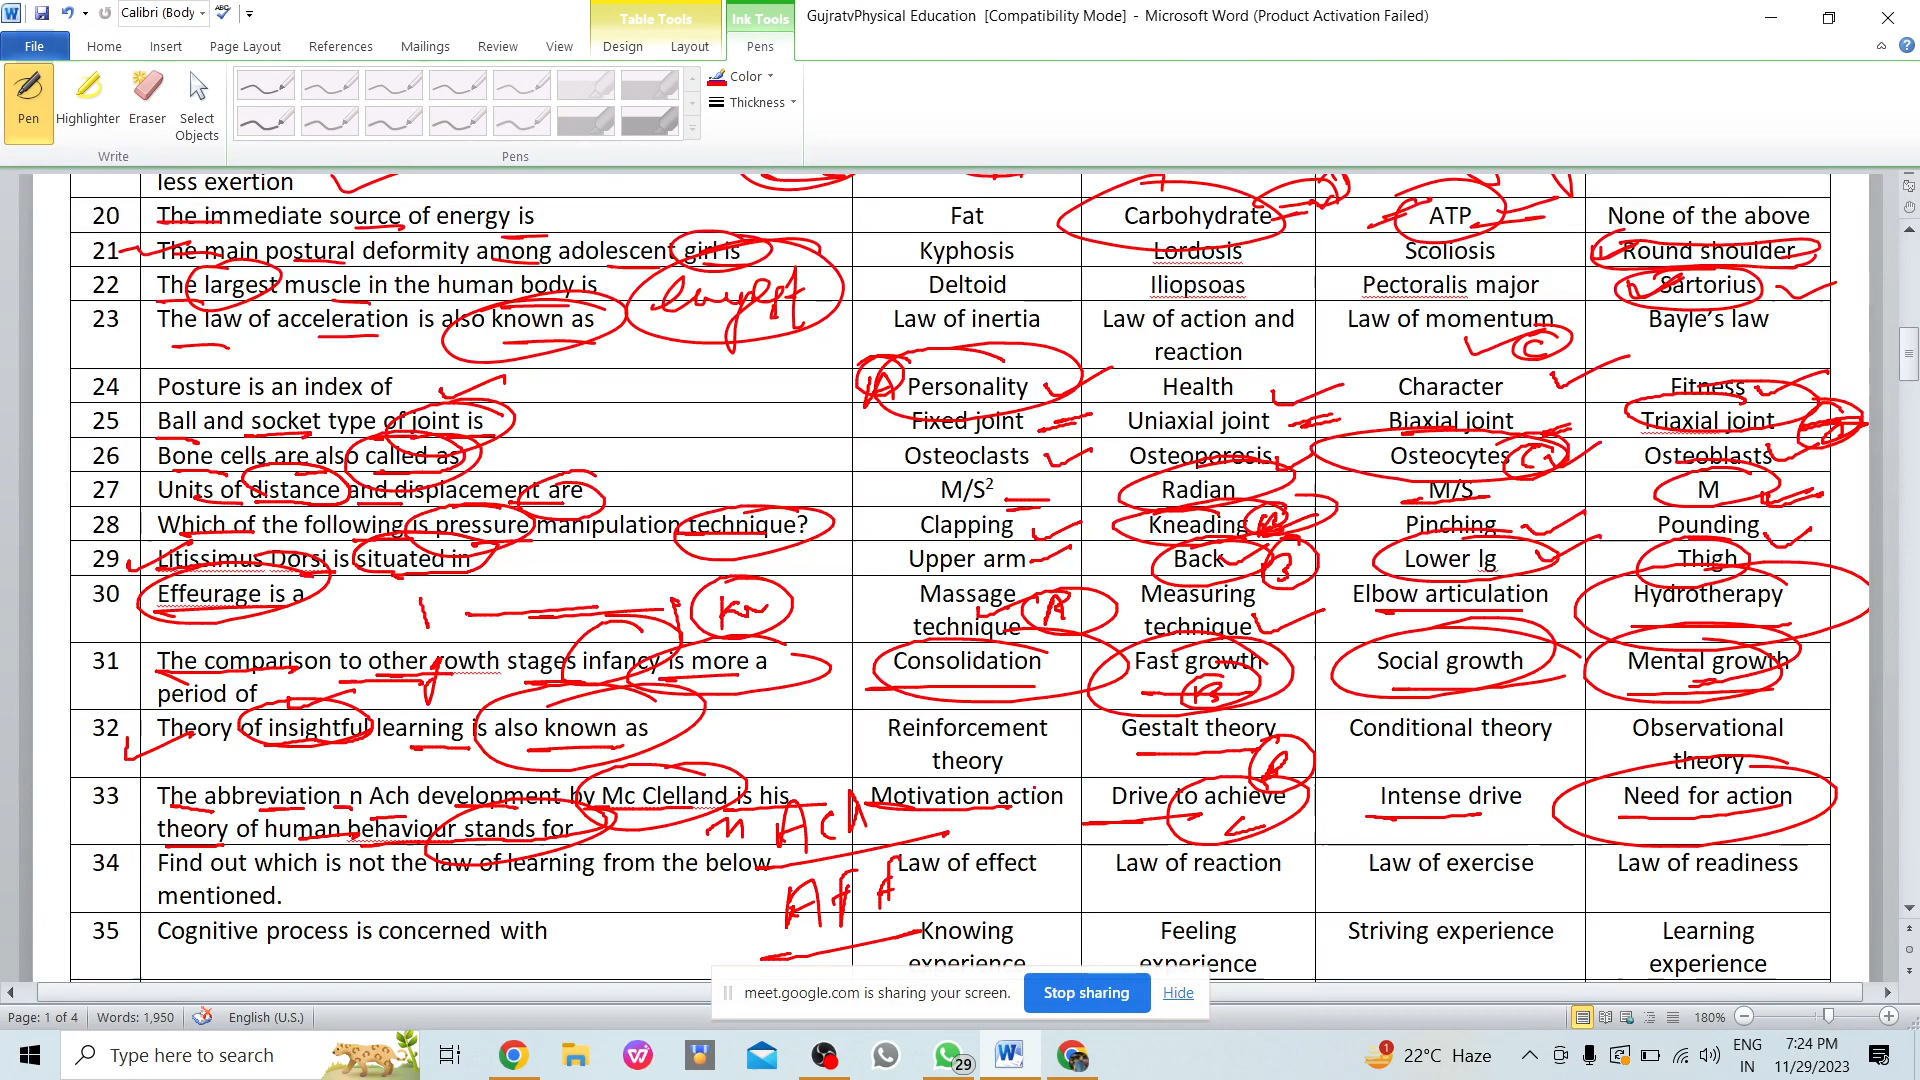 Calibri (Body
Table Tools
Ink Tools
GujratvPhysical Education [Compatibility Mode] - Microsoft Word (Product Activation Failed)
File Home Insert Page Layout References Mailings Review View Design Layout Pens
Color
Thickness
Pen Highlighter Eraser Select
Objects
Write Pens
less exertion
20 The immediate source of energy is Fat Carbohydrate ATP None of the above
21 The main postural deformity among adolescent girl is Kyphosis Lordosis Scoliosis Round shoulder
22 The largest muscle in the human body is Deltoid Iliopsoas Pectoralis major Sartorius
23 The law of acceleration is also known as Law of inertia Law of action and Law of momentum Bayle's law
reaction
C
24 Posture is an index of Personality Health Character Fitness
A
25 Ball and socket type of joint is Fixed joint Uniaxial joint Biaxial joint Triaxial joint
26 Bone cells are also called as Osteoclasts Osteoporosis Osteocytes Osteoblasts
C
27 Units of distance and displacement are M/S² Radian M/S M
28 Which of the following is pressure manipulation technique? Clapping Kneading Pinching Pounding
29 Litissimus Dorsi is situated in Upper arm Back Lower lg Thigh
B
30 Effeurage is a Massage Measuring Elbow articulation Hydrotherapy
technique technique
A
31 The comparison to other rowth stages infancy is more a Consolidation Fast growth Social growth Mental growth
period of
g
B
32 Theory of insightful learning is also known as Reinforcement Gestalt theory Conditional theory Observational
theory theory
33 The abbreviation n Ach development by Mc Clelland is his Motivation action Drive to achieve Intense drive Need for action
theory of human behaviour stands for
n Ach
34 Find out which is not the law of learning from the below Law of effect Law of reaction Law of exercise Law of readiness
mentioned.
Aff
35 Cognitive process is concerned with Knowing Feeling Striving experience Learning
experience experience experience
meet.google.com is sharing your screen. Stop sharing Hide
Page: 1 of 4 Words: 1,950 English (U.S.) 180%
Type here to search 29 1 22°C Haze ENG 7:24 PM
IN 11/29/2023